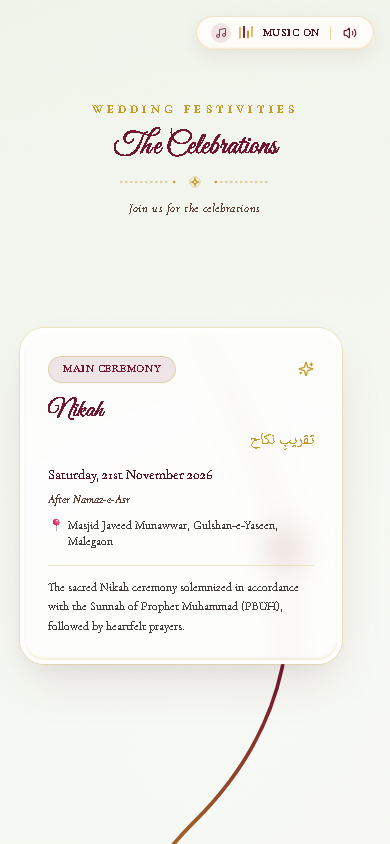 MUSIC ON
WEDDING FESTIVITIES
The Celebrations
Join us for the celebrations
MAIN CEREMONY
Nikah
تقریبِ نکاح
Saturday, 21st November 2026
After Namaz-e-Asr
Masjid Javeed Munawwar, Gulshan-e-Yaseen,
Malegaon
The sacred Nikah ceremony solemnized in accordance
with the Sunnah of Prophet Muhammad (PBUH),
followed by heartfelt prayers.